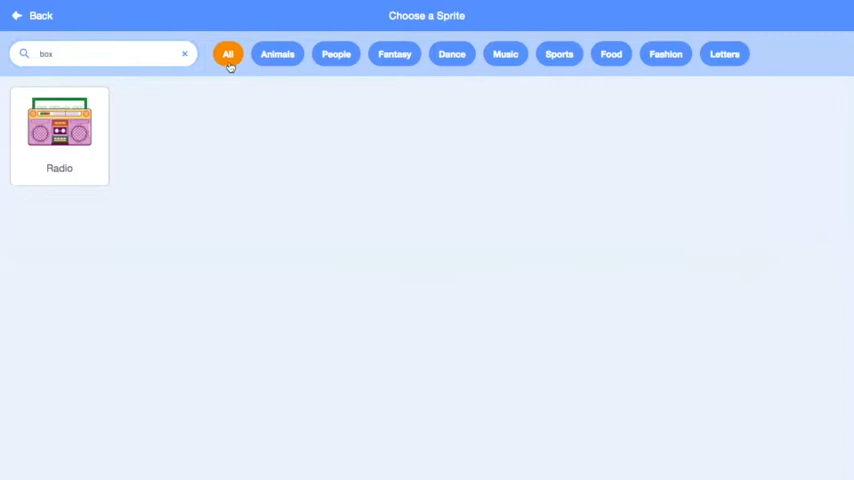 Back
Choose a Sprite
box
All
Animals
People
Fantasy
Dance
Music
Sports
Food
Fashion
Letters
Radio